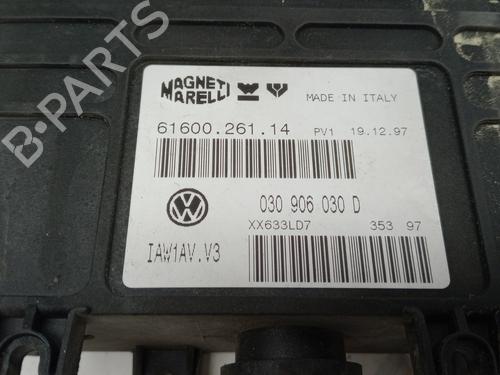 B-PARTS
MAGNETI
MARELLI
MADE IN ITALY
61600.261.14 PV1 19.12.97
030 906 030 D
XX633LD7 353 97
IAW1AV.V3